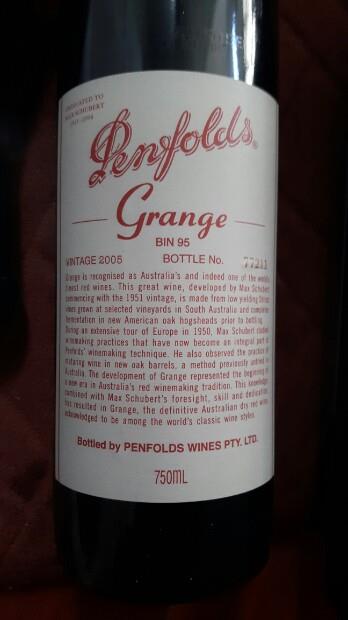 DEDICATED TO
MAX SCHUBERT
1915 - 1994
Penfolds®
Grange
BIN 95
VINTAGE 2005 BOTTLE No. 77211
Grange is recognised as Australia's and indeed one of the world's
finest red wines. This great wine, developed by Max Schubert
commencing with the 1951 vintage, is made from low yielding Shiraz
vines grown at selected vineyards in South Australia and completes
fermentation in new American oak hogsheads prior to bottling.
During an extensive tour of Europe in 1950, Max Schubert studied
winemaking practices that have now become an integral part of
Penfolds' winemaking technique. He also observed the practice of
maturing wine in new oak barrels, a method previously untried in
Australia. The development of Grange represented the beginning of
a new era in Australia's red winemaking tradition. This knowledge
combined with Max Schubert's foresight, skill and dedication
has resulted in Grange, the definitive Australian dry red wine
acknowledged to be among the world's classic wine styles.
Bottled by PENFOLDS WINES PTY. LTD.
750ML